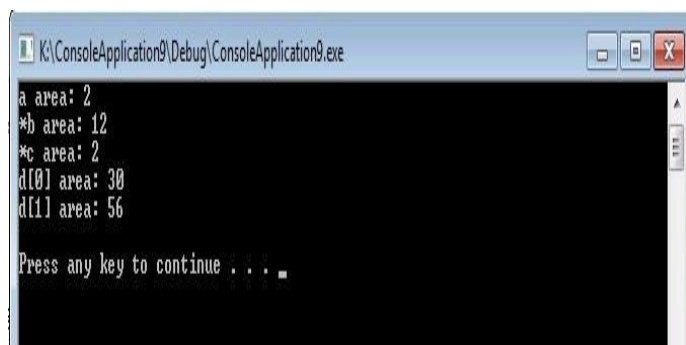 K:\ConsoleApplication9\Debug\ConsoleApplication9.exe
a area: 2
*b area: 12
*c area: 2
d[0] area: 30
d[1] area: 56
Press any key to continue . . . _